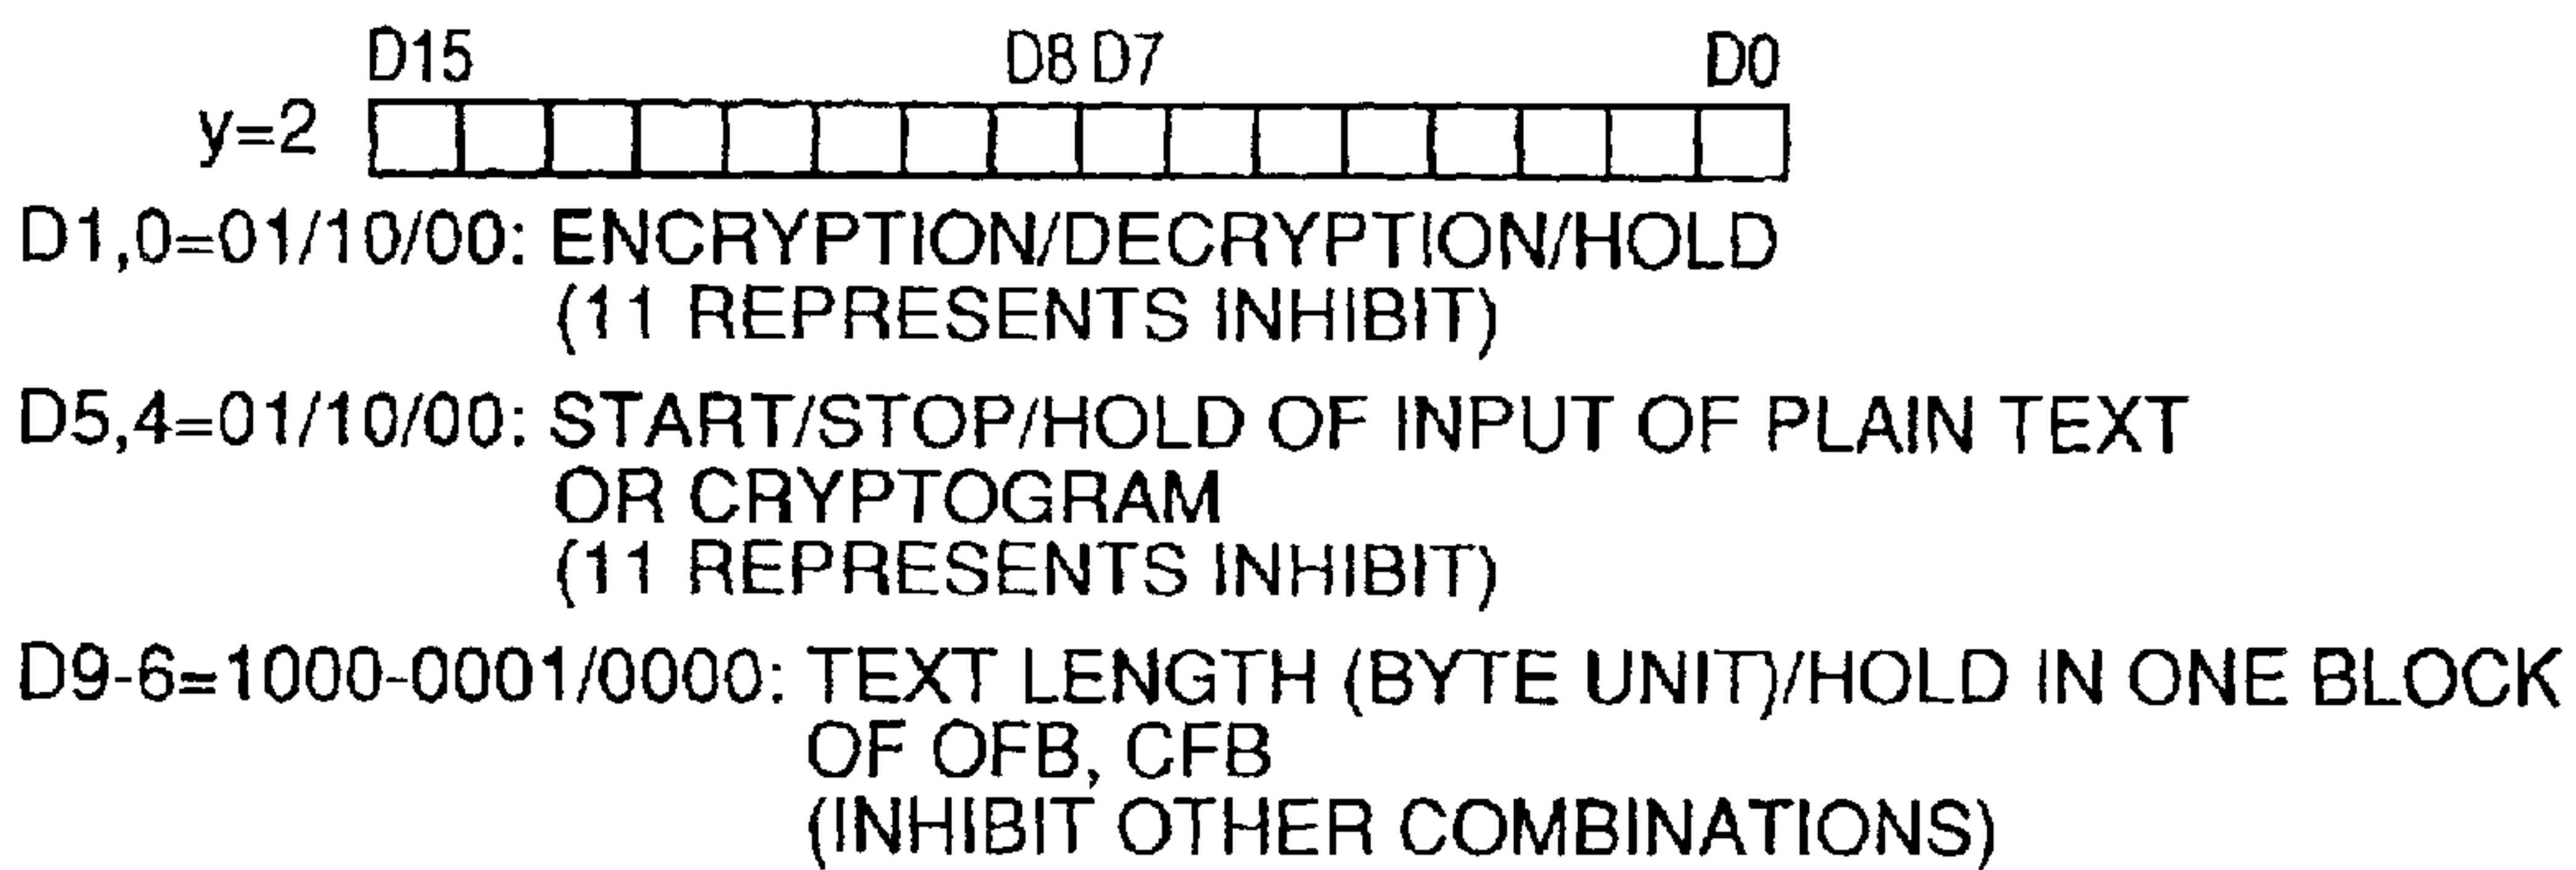 D15 D8 D7 D0
y=2
D1,0=01/10/00: ENCRYPTION/DECRYPTION/HOLD
(11 REPRESENTS INHIBIT)
D5,4=01/10/00: START/STOP/HOLD OF INPUT OF PLAIN TEXT
OR CRYPTOGRAM
(11 REPRESENTS INHIBIT)
D9-6=1000-0001/0000: TEXT LENGTH (BYTE UNIT)/HOLD IN ONE BLOCK
OF OFB, CFB
(INHIBIT OTHER COMBINATIONS)